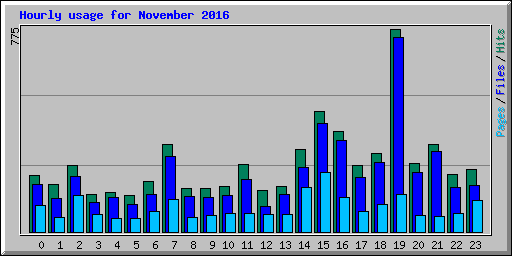 Hourly usage for November 2016
775
Pages / Files / Hits
0 1 2 3 4 5 6 7 8 9 10 11 12 13 14 15 16 17 18 19 20 21 22 23